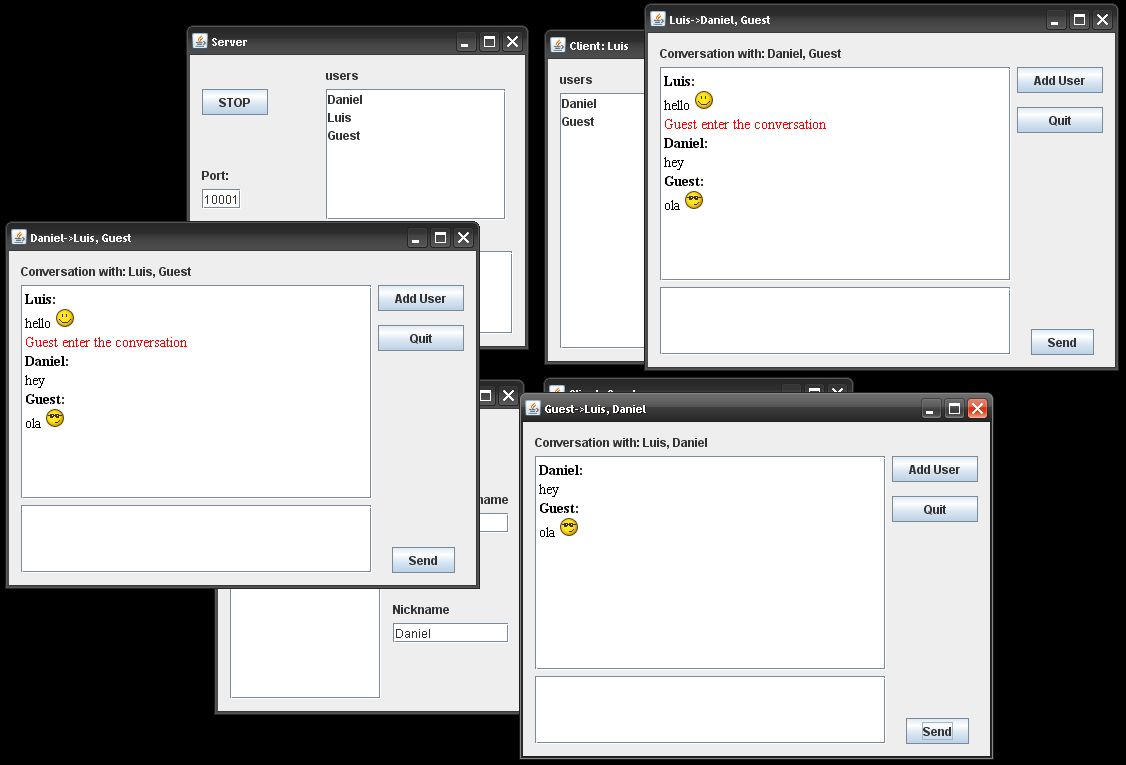 Server
users
STOP
Daniel
Luis
Guest
Port:
10001
Client: Luis
users
Daniel
Guest
Luis->Daniel, Guest
Conversation with: Daniel, Guest
Luis:
hello
Guest enter the conversation
Daniel:
hey
Guest:
ola
Add User
Quit
Send
Daniel->Luis, Guest
Conversation with: Luis, Guest
Luis:
hello
Guest enter the conversation
Daniel:
hey
Guest:
ola
Add User
Quit
Send
Nickname
Daniel
Guest->Luis, Daniel
Conversation with: Luis, Daniel
Daniel:
hey
Guest:
ola
Add User
Quit
Send